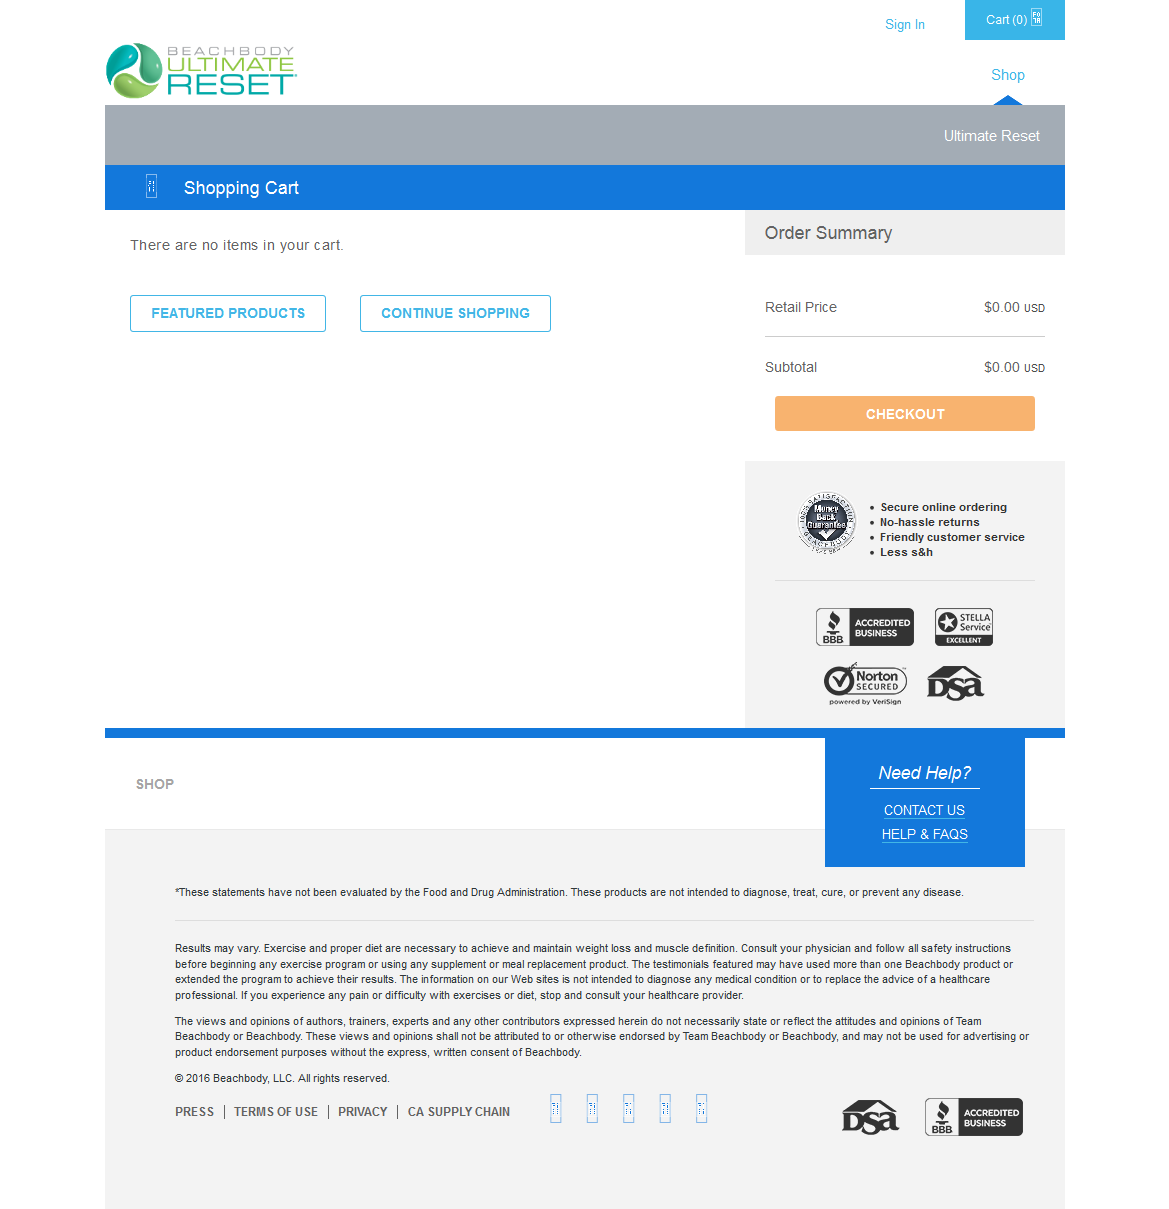 Sign In
Cart (0)
BEACHBODY
ULTIMATE
RESET
Shop
Ultimate Reset
Shopping Cart
There are no items in your cart.
FEATURED PRODUCTS
CONTINUE SHOPPING
Order Summary
Retail Price $0.00 USD
Subtotal $0.00 USD
CHECKOUT
Money
Back
Guarantee
• Secure online ordering
• No-hassle returns
• Friendly customer service
• Less s&h
BBB
ACCREDITED
BUSINESS
STELLA
Service
EXCELLENT
Norton
SECURED
powered by VeriSign
DSA
SHOP
Need Help?
CONTACT US
HELP & FAQS
*These statements have not been evaluated by the Food and Drug Administration. These products are not intended to diagnose, treat, cure, or prevent any disease.
Results may vary. Exercise and proper diet are necessary to achieve and maintain weight loss and muscle definition. Consult your physician and follow all safety instructions
before beginning any exercise program or using any supplement or meal replacement product. The testimonials featured may have used more than one Beachbody product or
extended the program to achieve their results. The information on our Web sites is not intended to diagnose any medical condition or to replace the advice of a healthcare
professional. If you experience any pain or difficulty with exercises or diet, stop and consult your healthcare provider.
The views and opinions of authors, trainers, experts and any other contributors expressed herein do not necessarily state or reflect the attitudes and opinions of Team
Beachbody or Beachbody. These views and opinions shall not be attributed to or otherwise endorsed by Team Beachbody or Beachbody, and may not be used for advertising or
product endorsement purposes without the express, written consent of Beachbody.
© 2016 Beachbody, LLC. All rights reserved.
PRESS | TERMS OF USE | PRIVACY | CA SUPPLY CHAIN
DSA
BBB
ACCREDITED
BUSINESS